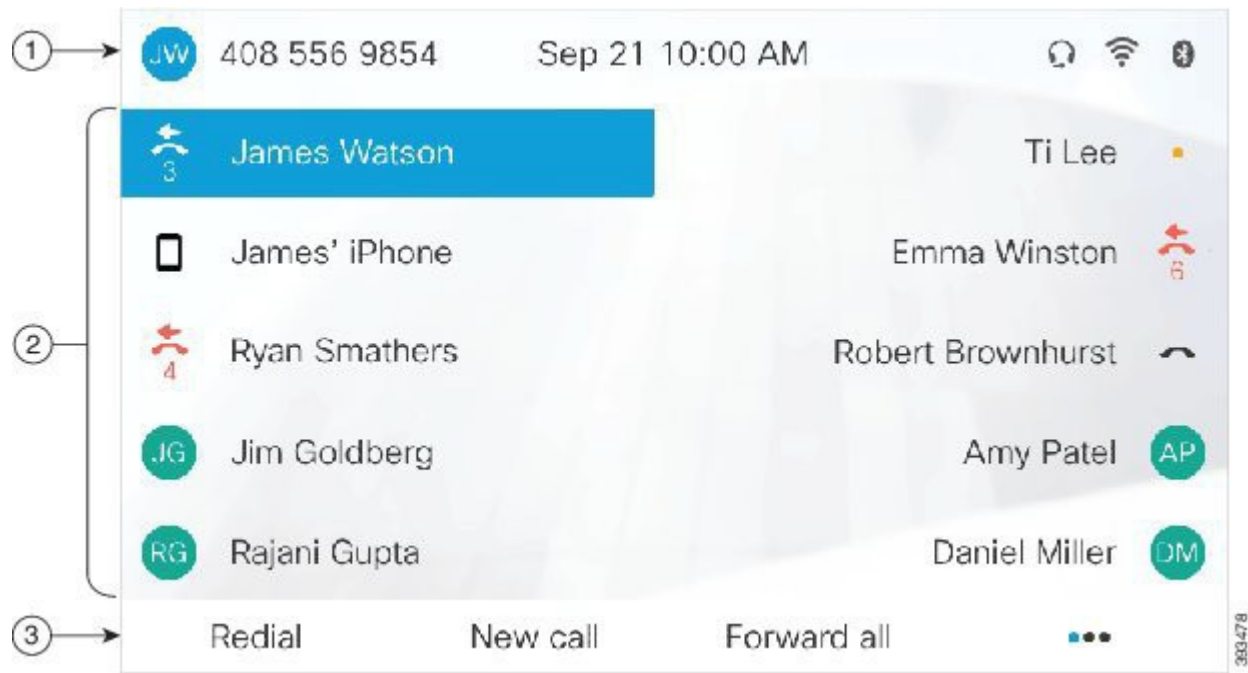 1 JW 408 556 9854 Sep 21 10:00 AM
3 James Watson Ti Lee
James' iPhone Emma Winston 6
2
4 Ryan Smathers Robert Brownhurst
JG Jim Goldberg Amy Patel AP
RG Rajani Gupta Daniel Miller DM
3 Redial New call Forward all
393478